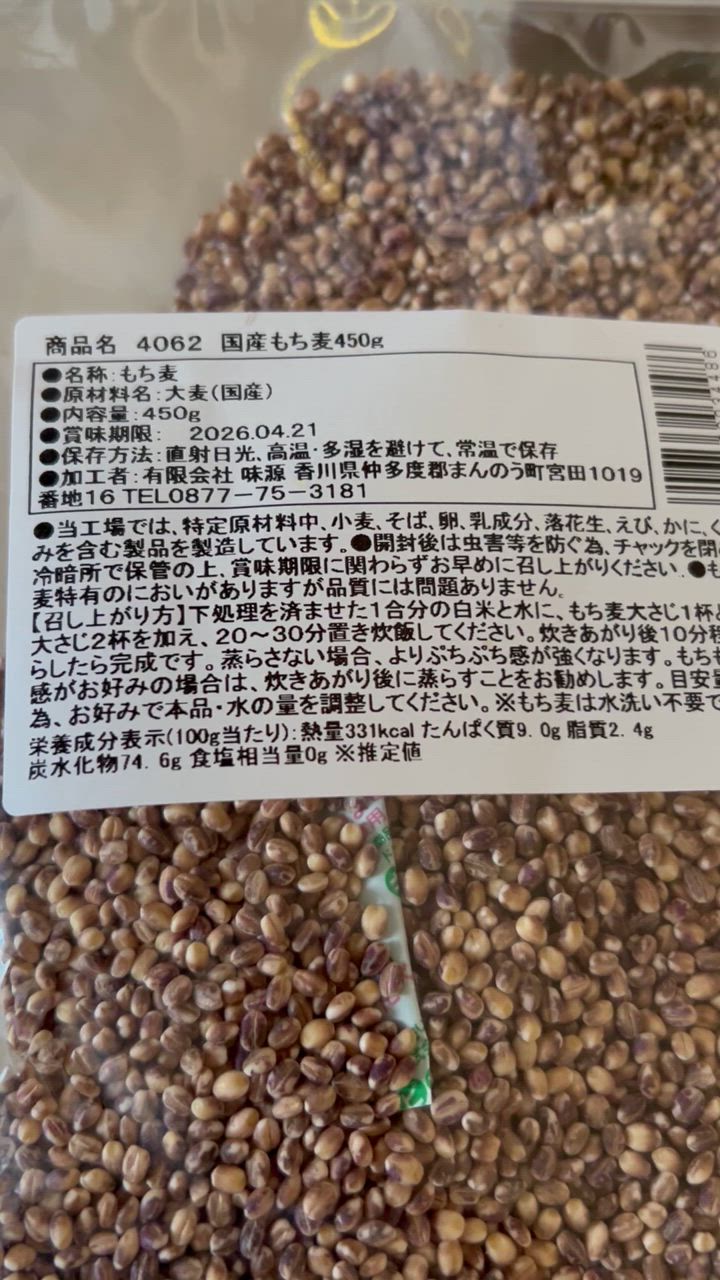 商品名 4062 国産もち麦450g
●名称:もち麦
●原材料名:大麦(国産)
●内容量:450g
●賞味期限: 2026.04.21
●保存方法:直射日光、高温・多湿を避けて、常温で保存
●加工者:有限会社 味源 香川県仲多度郡まんのう町宮田1019
番地16 TEL0877-75-3181
●当工場では、特定原材料中、小麦、そば、卵、乳成分、落花生、えび、かに、く
みを含む製品を製造しています。●開封後は虫害等を防ぐ為、チャックを閉
冷暗所で保管の上、賞味期限に関わらずお早めに召し上がりください.●も
麦特有のにおいがありますが品質には問題ありません。
【召し上がり方】下処理を済ませた1合分の白米と水に、もち麦大さじ1杯と
大さじ2杯を加え、20～30分置き炊飯してください。炊きあがり後10分程
らしたら完成です。蒸らさない場合、よりぷちぷち感が強くなります。もちも
感がお好みの場合は、炊きあがり後に蒸らすことをお勧めします。目安量
為、お好みで本品・水の量を調整してください。※もち麦は水洗い不要で
栄養成分表示(100g当たり):熱量331kcal たんぱく質9.0g 脂質2.4g
炭水化物74.6g 食塩相当量0g ※推定値